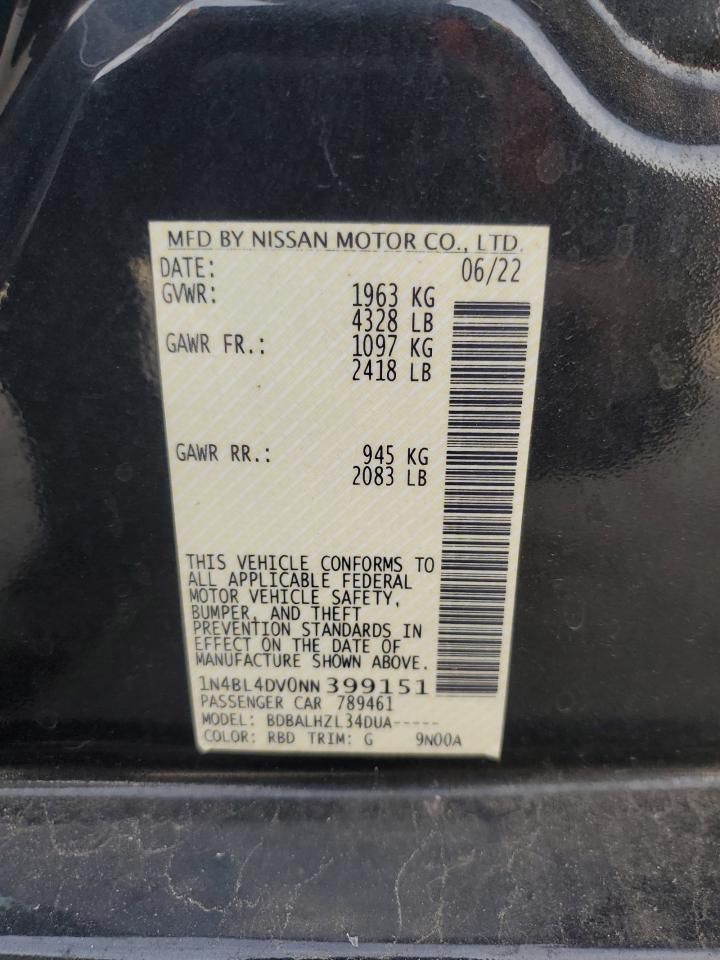 MFD BY NISSAN MOTOR CO., LTD.
DATE: 06/22
GVWR: 1963 KG
4328 LB
GAWR FR.: 1097 KG
2418 LB
GAWR RR.: 945 KG
2083 LB
THIS VEHICLE CONFORMS TO
ALL APPLICABLE FEDERAL
MOTOR VEHICLE SAFETY,
BUMPER, AND THEFT
PREVENTION STANDARDS IN
EFFECT ON THE DATE OF
MANUFACTURE SHOWN ABOVE.
1N4BL4DV0NN 399151
PASSENGER CAR 789461
MODEL: BDBALHZL34DUA-----
COLOR: RBD TRIM: G 9N00A